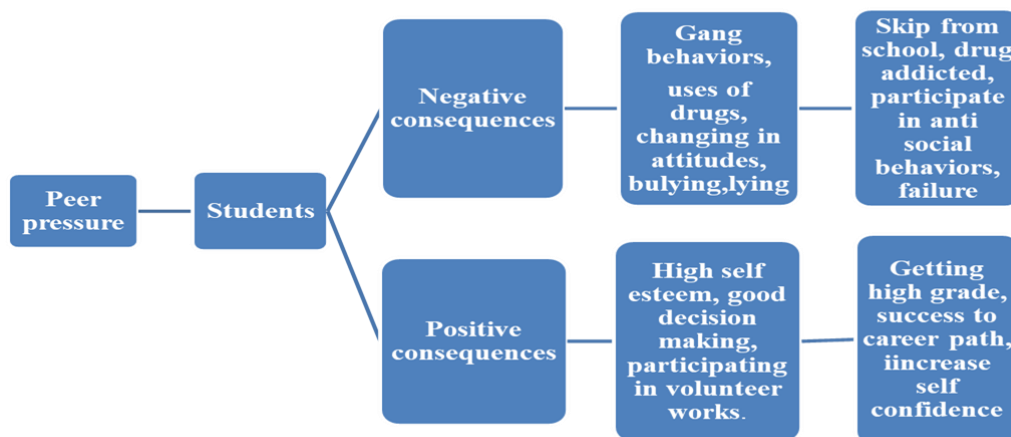 Peer
pressure
Students
Negative
consequences
Gang
behaviors,
uses of
drugs,
changing in
attitudes,
bulying,lying
Skip from
school, drug
addicted,
participate
in anti
social
behaviors,
failure
Positive
consequences
High self
esteem, good
decision
making,
participating
in volunteer
works.
Getting
high grade,
success to
career path,
iincrease
self
confidence